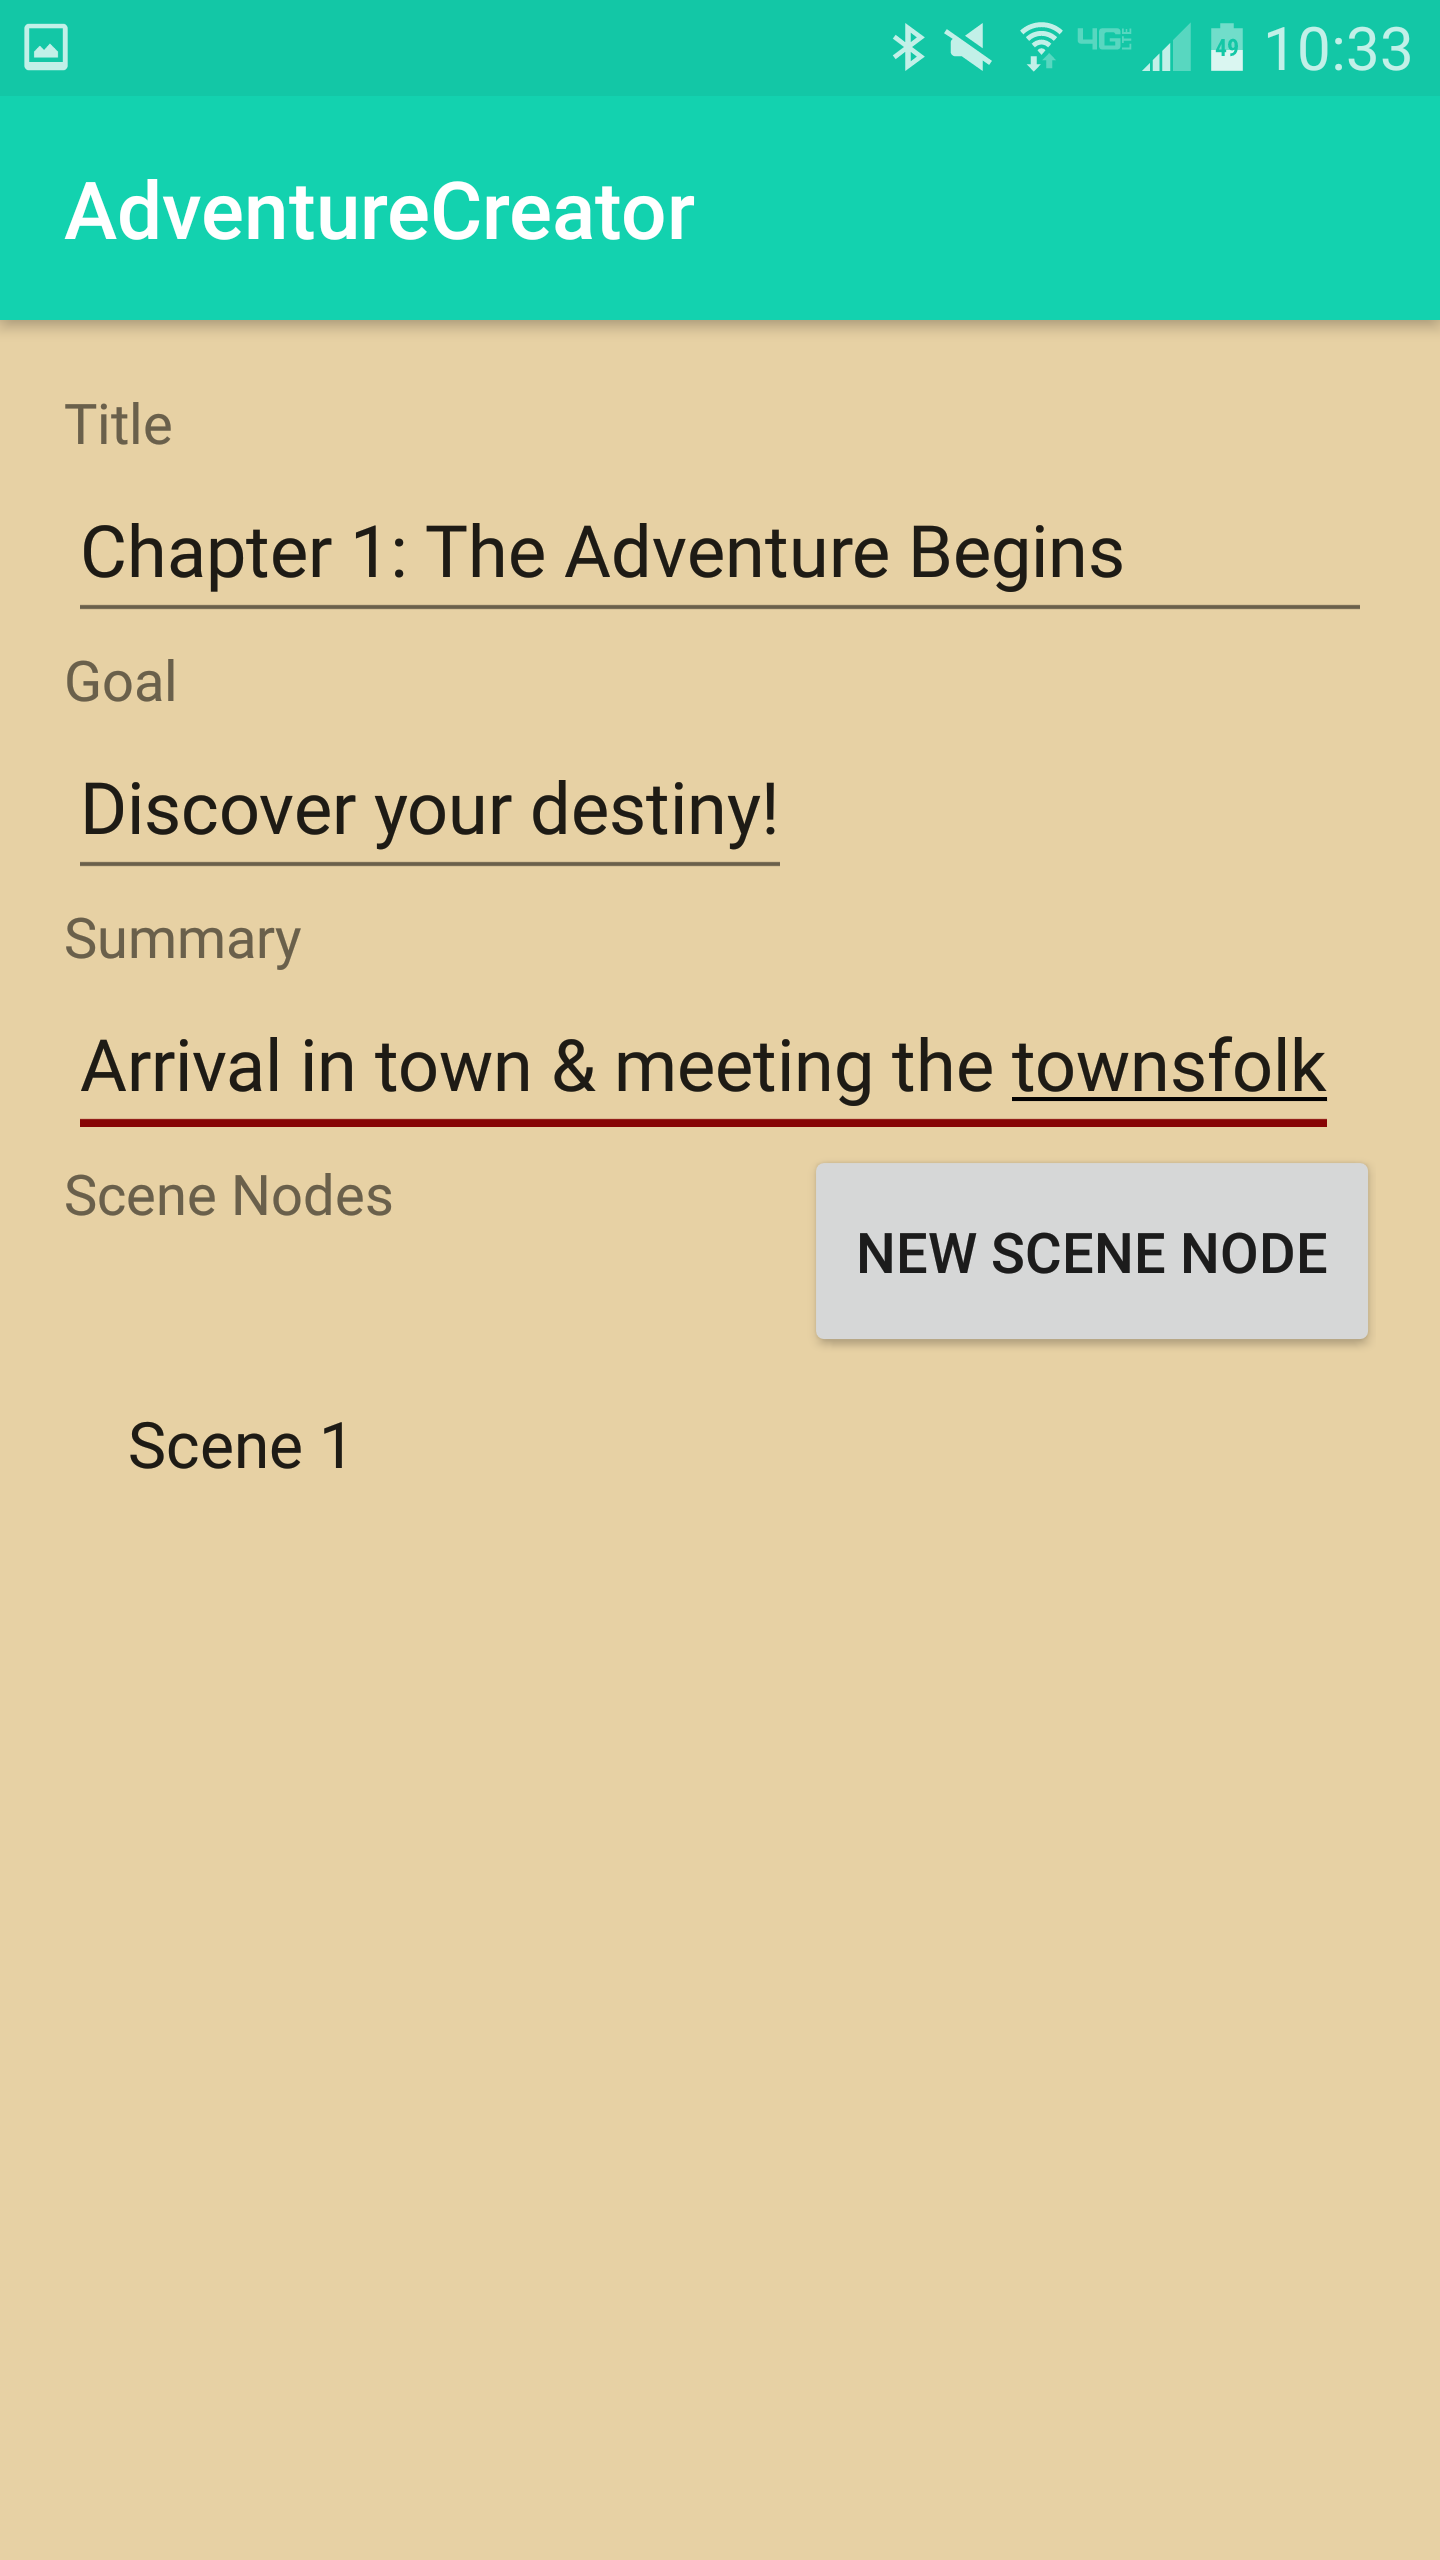 4G LTE 49 10:33
AdventureCreator
Title
Chapter 1: The Adventure Begins
Goal
Discover your destiny!
Summary
Arrival in town & meeting the townsfolk
Scene Nodes
NEW SCENE NODE
Scene 1